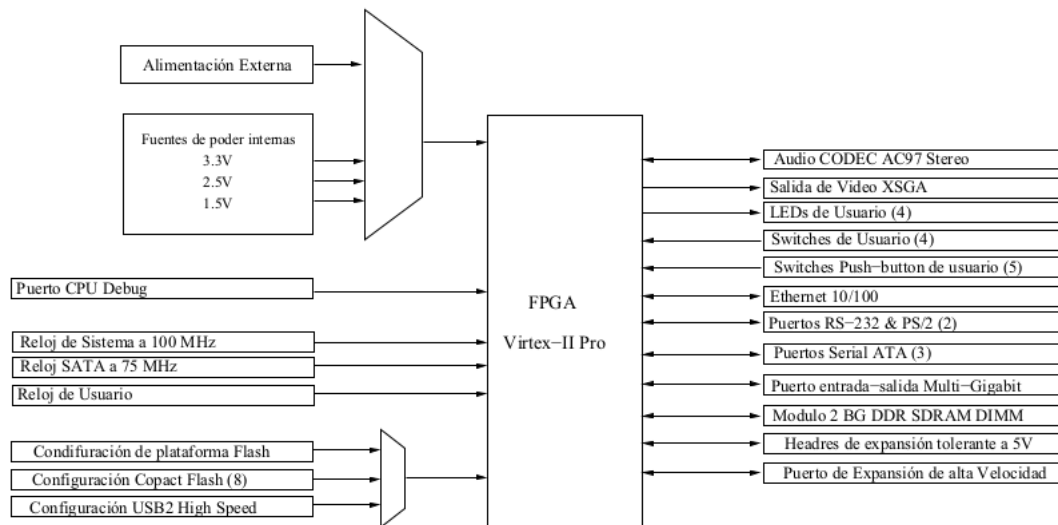 Alimentación Externa
Fuentes de poder internas
3.3V
2.5V
1.5V
Puerto CPU Debug
Reloj de Sistema a 100 MHz
Reloj SATA a 75 MHz
Reloj de Usuario
Condifuración de plataforma Flash
Configuración Copact Flash (8)
Configuración USB2 High Speed
FPGA
Virtex−II Pro
Audio CODEC AC97 Stereo
Salida de Video XSGA
LEDs de Usuario (4)
Switches de Usuario (4)
Switches Push−button de usuario (5)
Ethernet 10/100
Puertos RS−232 & PS/2 (2)
Puertos Serial ATA (3)
Puerto entrada−salida Multi−Gigabit
Modulo 2 BG DDR SDRAM DIMM
Headres de expansión tolerante a 5V
Puerto de Expansión de alta Velocidad